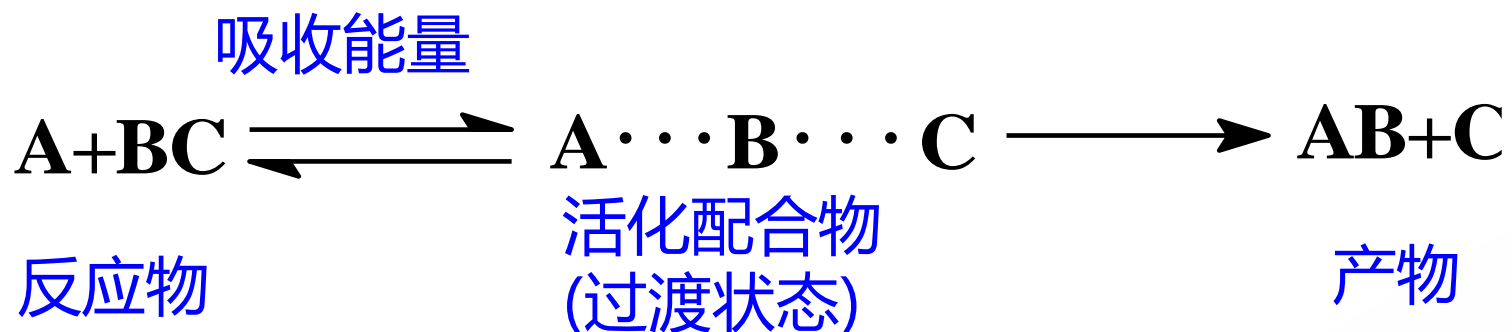 吸收能量
A+BC ⇌ A···B···C → AB+C
反应物 活化配合物 产物
(过渡状态)